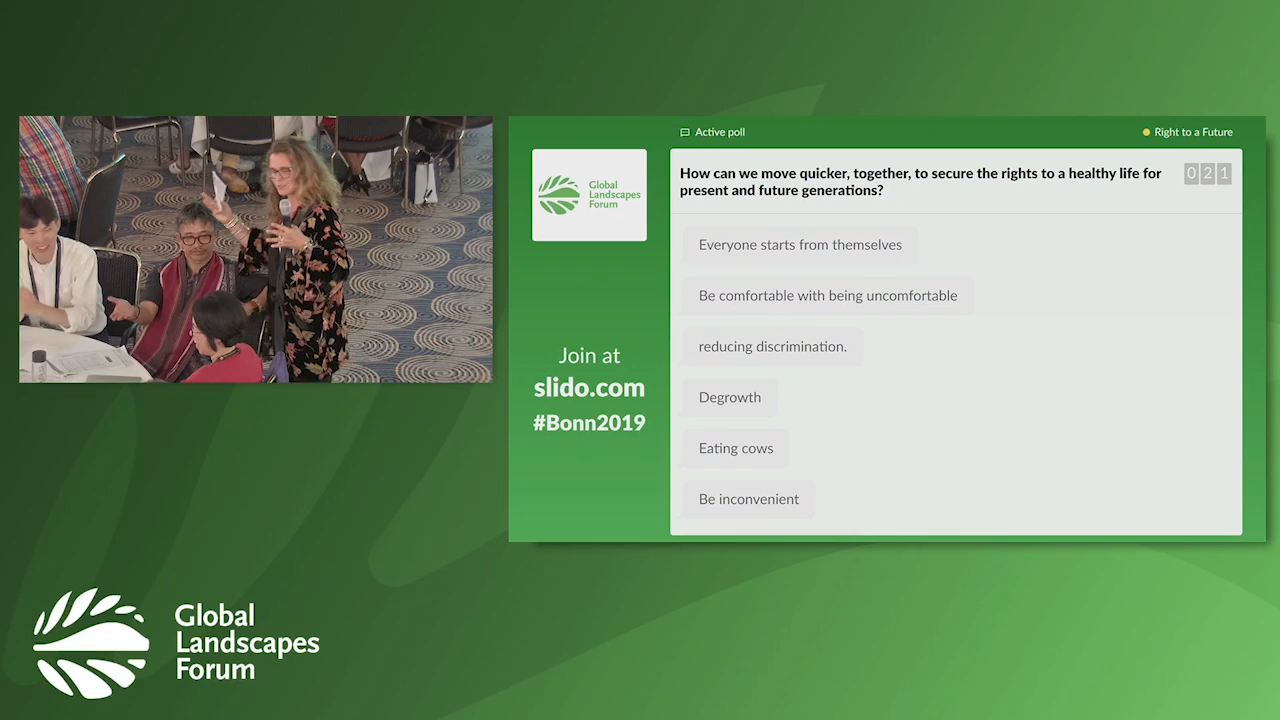 Active poll
Right to a Future
Global
Landscapes
Forum
How can we move quicker, together, to secure the rights to a healthy life for
present and future generations?
021
Everyone starts from themselves
Be comfortable with being uncomfortable
reducing discrimination.
Degrowth
Eating cows
Be inconvenient
Join at
slido.com
#Bonn2019
Global
Landscapes
Forum